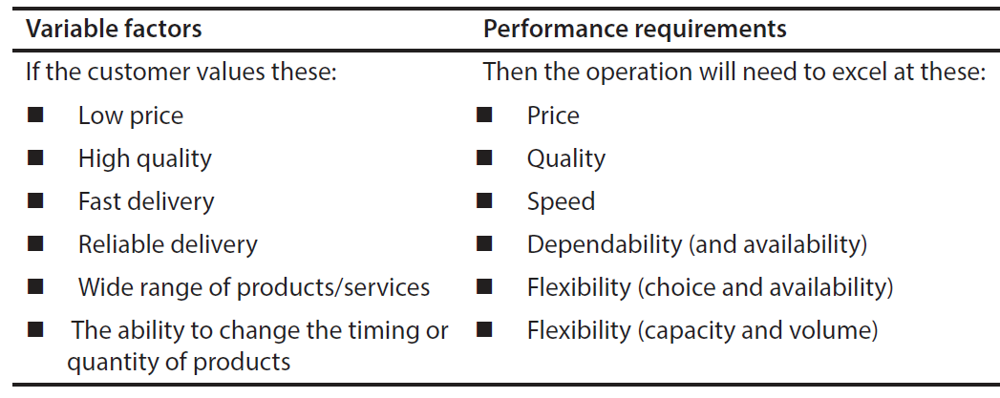 Variable factors
Performance requirements
If the customer values these:
Then the operation will need to excel at these:
■ Low price
■ Price
■ High quality
■ Quality
■ Fast delivery
■ Speed
■ Reliable delivery
■ Dependability (and availability)
■ Wide range of products/services
■ Flexibility (choice and availability)
■ The ability to change the timing or
quantity of products
■ Flexibility (capacity and volume)